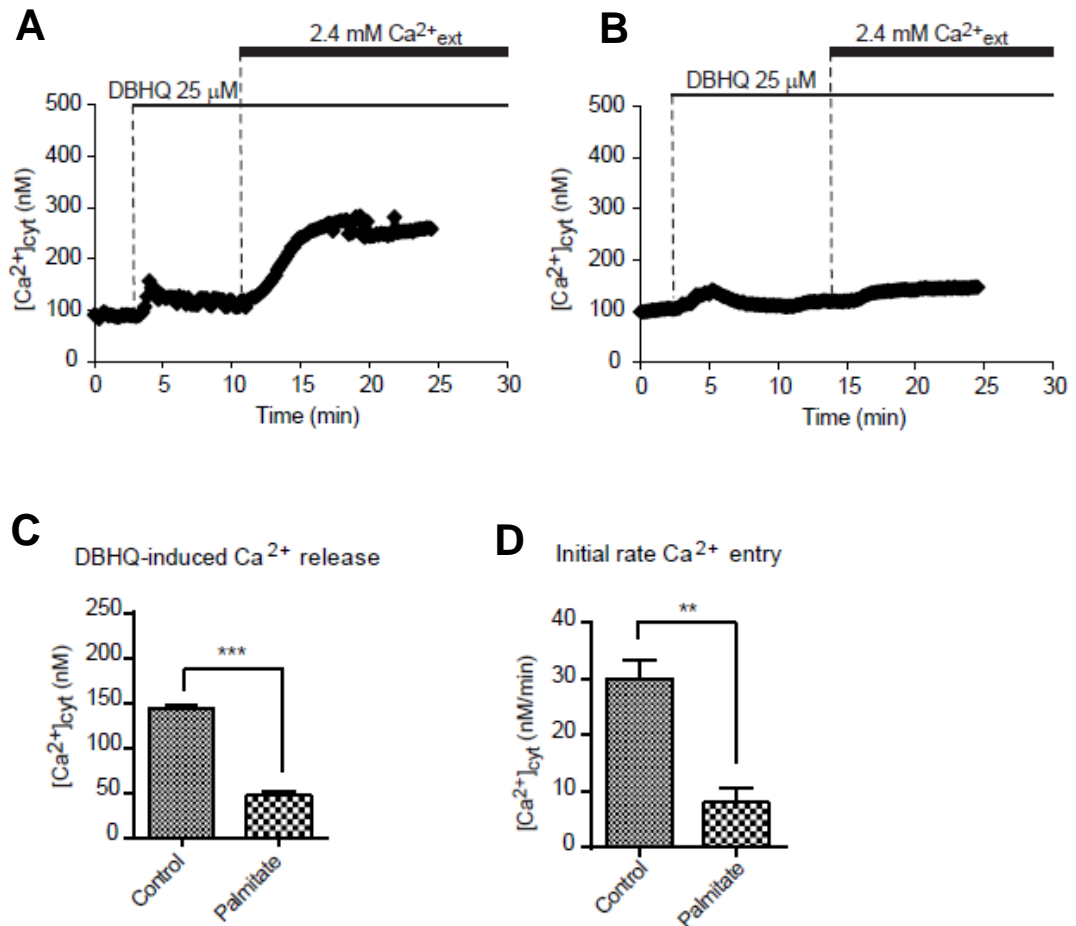 A
2.4 mM Ca2+ext
DBHQ 25 µM
500
400
300
200
100
0
[Ca2+]cyt (nM)
0 5 10 15 20 25 30
Time (min)
B
2.4 mM Ca2+ext
DBHQ 25 µM
500
400
300
200
100
0
[Ca2+]cyt (nM)
0 5 10 15 20 25 30
Time (min)
C
DBHQ-induced Ca2+ release
250
200
150
100
50
0
[Ca2+]cyt (nM)
***
Control
Palmitate
D
Initial rate Ca2+ entry
40
30
20
10
0
[Ca2+]cyt (nM/min)
**
Control
Palmitate